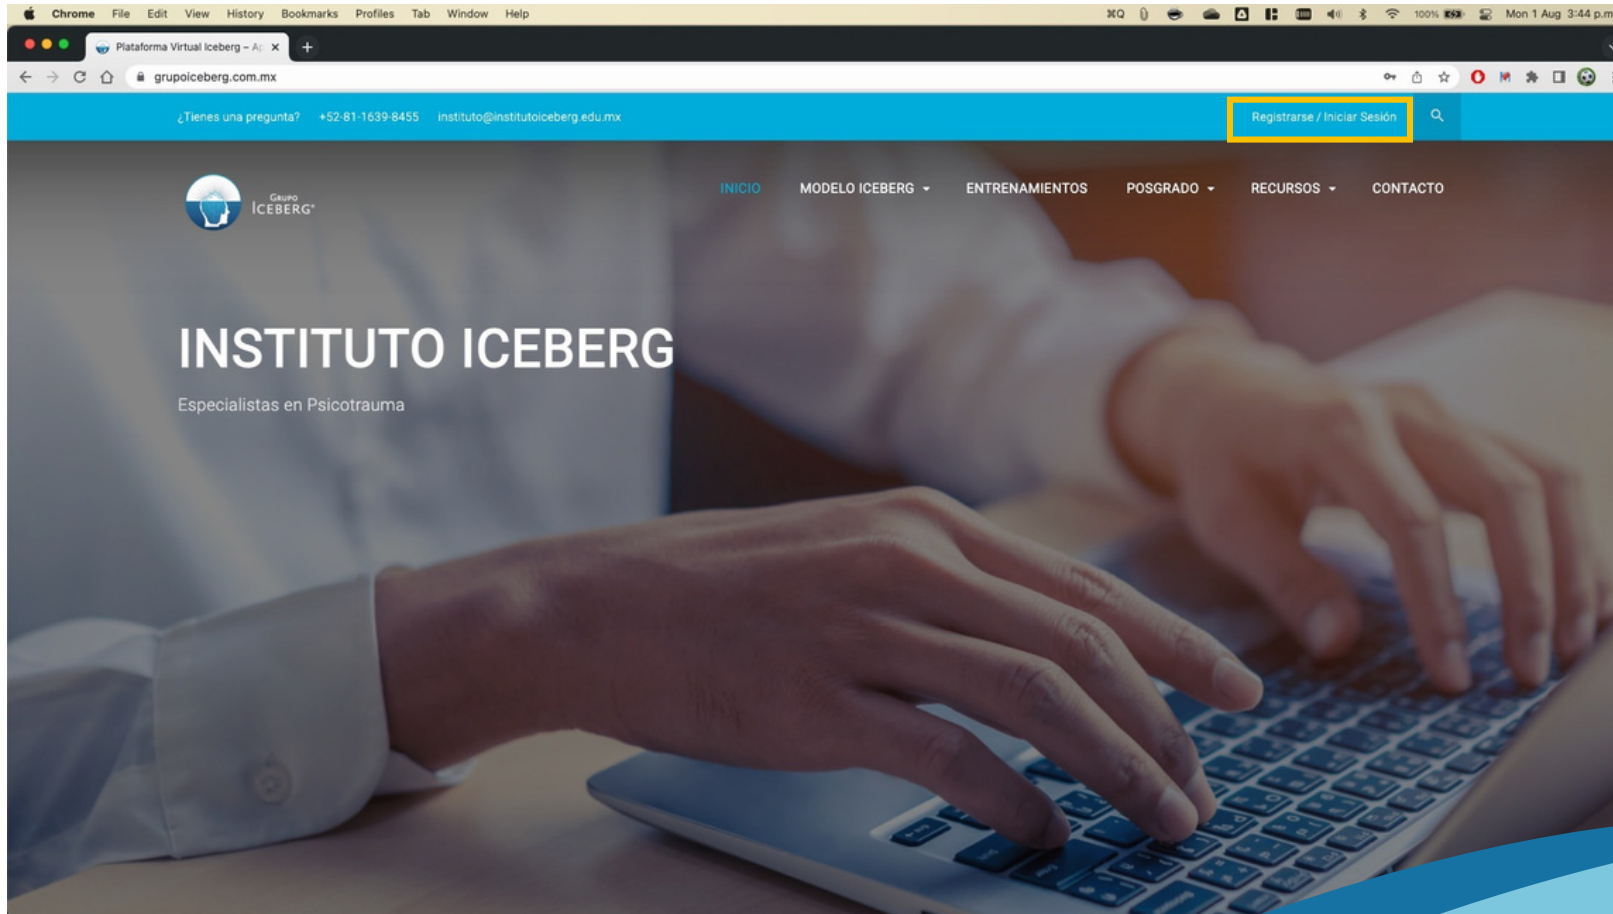 Chrome File Edit View History Bookmarks Profiles Tab Window Help
⌘Q 100% Mon 1 Aug 3:44 p.m
Plataforma Virtual Iceberg – Ap
grupoiceberg.com.mx
¿Tienes una pregunta? +52-81-1639-8455 instituto@institutoiceberg.edu.mx Registrarse / Iniciar Sesión
GRUPO
ICEBERG®
INICIO MODELO ICEBERG ENTRENAMIENTOS POSGRADO RECURSOS CONTACTO
INSTITUTO ICEBERG
Especialistas en Psicotrauma